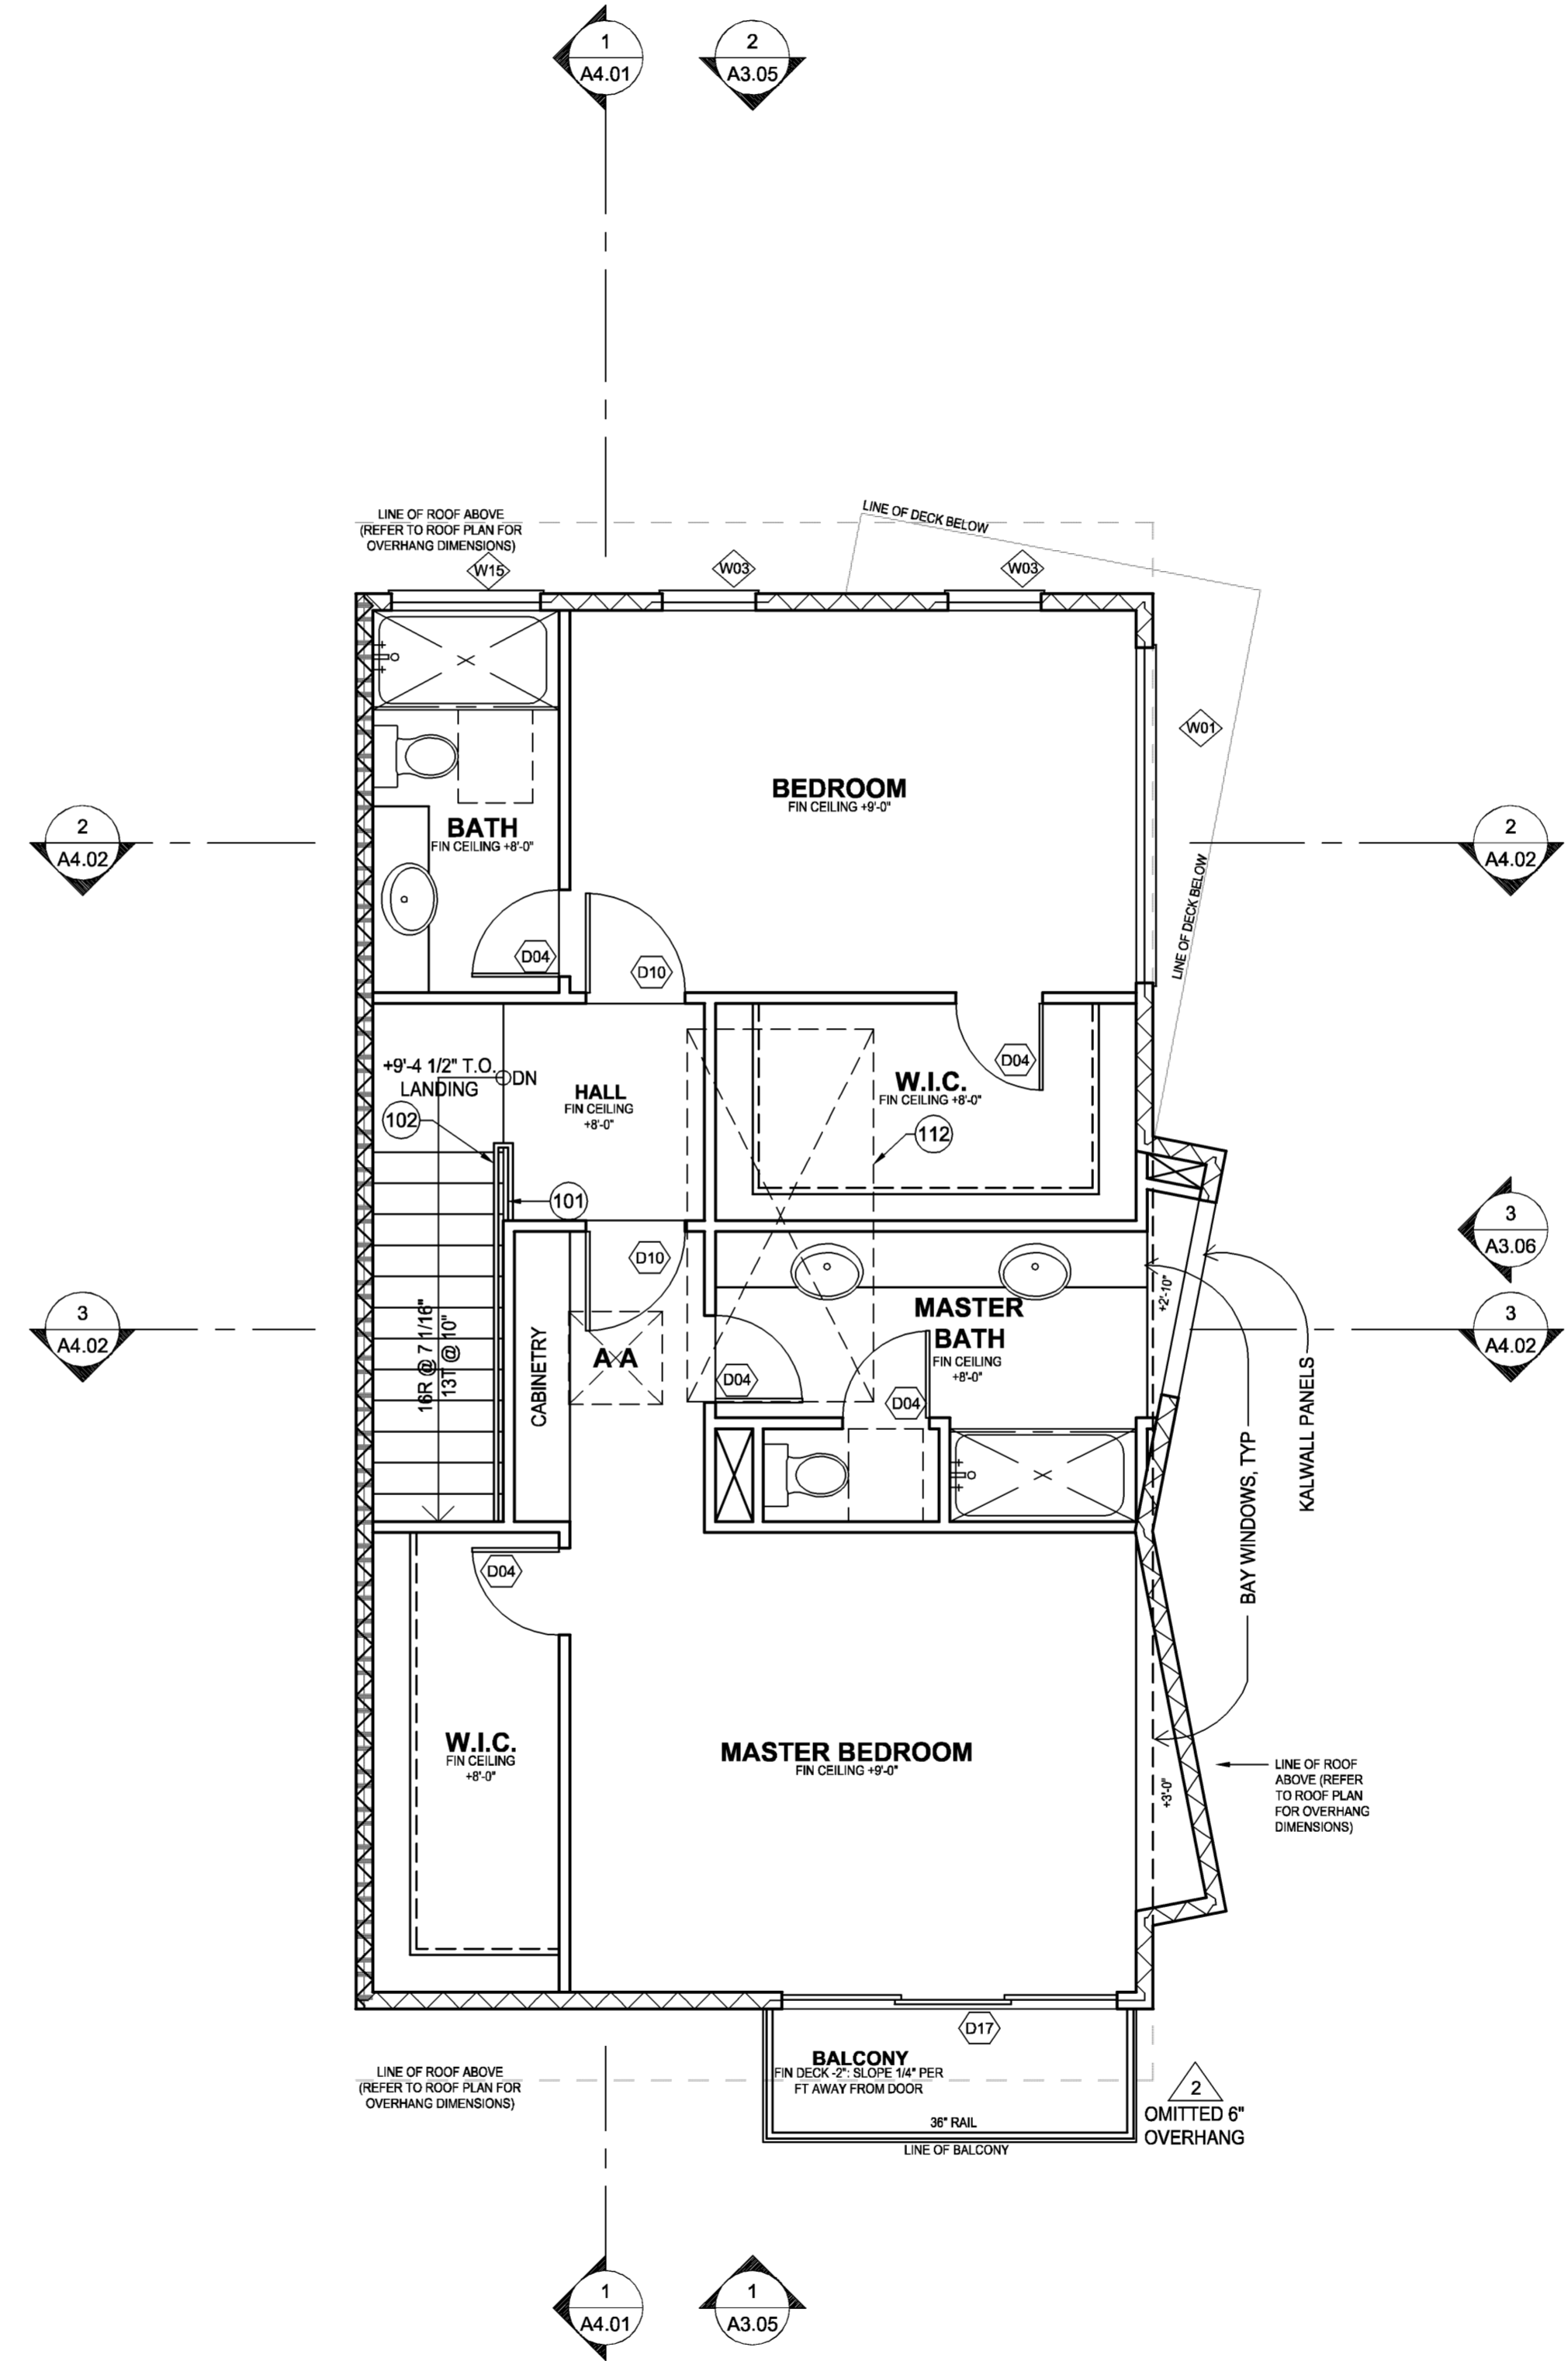 1
A4.01
2
A3.05
LINE OF ROOF ABOVE
(REFER TO ROOF PLAN FOR
OVERHANG DIMENSIONS)
LINE OF DECK BELOW
W15
W03
W03
W01
BEDROOM
FIN CEILING +9'-0"
BATH
FIN CEILING +8'-0"
2
A4.02
2
A4.02
LINE OF DECK BELOW
D04
D10
+9'-4 1/2" T.O.
LANDING
DN
HALL
FIN CEILING
+8'-0"
W.I.C.
FIN CEILING +8'-0"
D04
102
112
101
3
A3.06
D10
+2'-10"
3
A4.02
MASTER
BATH
FIN CEILING
+8'-0"
3
A4.02
16R @ 7 1/16"
13T @ 10"
CABINETRY
AA
D04
D04
KALWALL PANELS
BAY WINDOWS, TYP
D04
W.I.C.
FIN CEILING
+8'-0"
MASTER BEDROOM
FIN CEILING +9'-0"
+3'-0"
LINE OF ROOF
ABOVE (REFER
TO ROOF PLAN
FOR OVERHANG
DIMENSIONS)
D17
BALCONY
FIN DECK -2": SLOPE 1/4" PER
FT AWAY FROM DOOR
36" RAIL
LINE OF BALCONY
LINE OF ROOF ABOVE
(REFER TO ROOF PLAN FOR
OVERHANG DIMENSIONS)
2
OMITTED 6"
OVERHANG
1
A4.01
1
A3.05